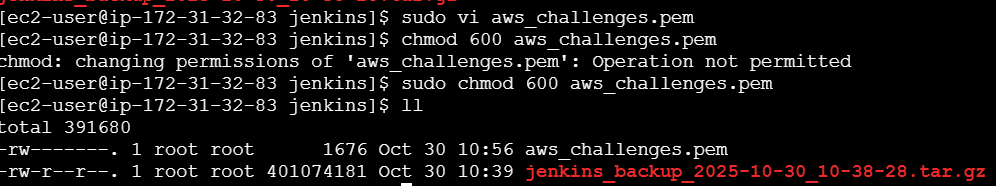 [ec2-user@ip-172-31-32-83 jenkins]$ sudo vi aws_challenges.pem
[ec2-user@ip-172-31-32-83 jenkins]$ chmod 600 aws_challenges.pem
chmod: changing permissions of 'aws_challenges.pem': Operation not permitted
[ec2-user@ip-172-31-32-83 jenkins]$ sudo chmod 600 aws_challenges.pem
[ec2-user@ip-172-31-32-83 jenkins]$ ll
total 391680
-rw-------. 1 root root      1676 Oct 30 10:56 aws_challenges.pem
-rw-r--r--. 1 root root 401074181 Oct 30 10:39 jenkins_backup_2025-10-30_10-38-28.tar.gz